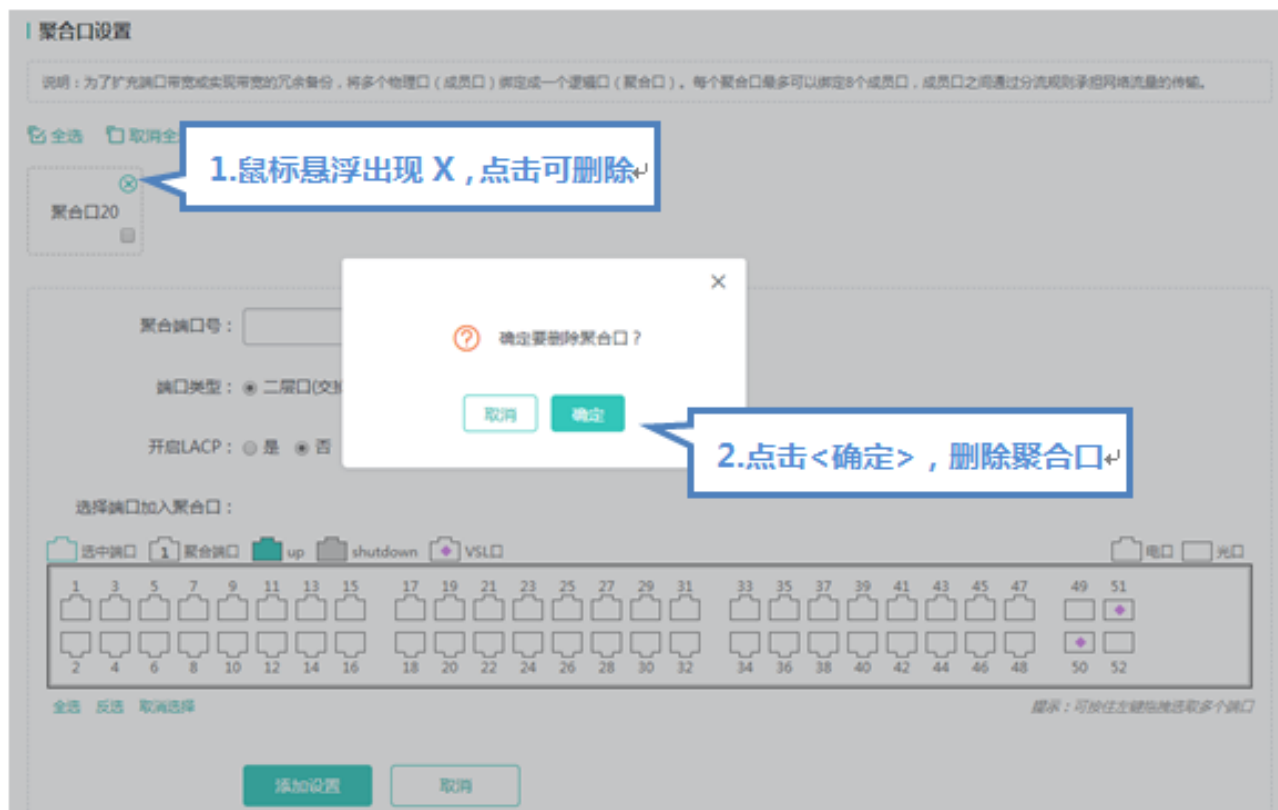 聚合口设置
说明：为了扩充端口带宽或实现带宽的冗余备份，将多个物理口（成员口）绑定成一个逻辑口（聚合口）。每个聚合口最多可以绑定8个成员口，成员口之间通过分流规则承担网络流量的传输。
全选 取消全
1.鼠标悬浮出现 X，点击可删除
聚合口20
确定要删除聚合口？
聚合端口号：
端口类型： 二层口(交
取消 确定
2.点击<确定>，删除聚合口
开启LACP： 是 否
选择端口加入聚合口：
选中端口 1 聚合端口 up shutdown VSL口 电口 光口
1 3 5 7 9 11 13 15 17 19 21 23 25 27 29 31 33 35 37 39 41 43 45 47 49 51
2 4 6 8 10 12 14 16 18 20 22 24 26 28 30 32 34 36 38 40 42 44 46 48 50 52
全选 反选 取消选择 提示：可按住左键拖拽选取多个端口
添加设置 取消